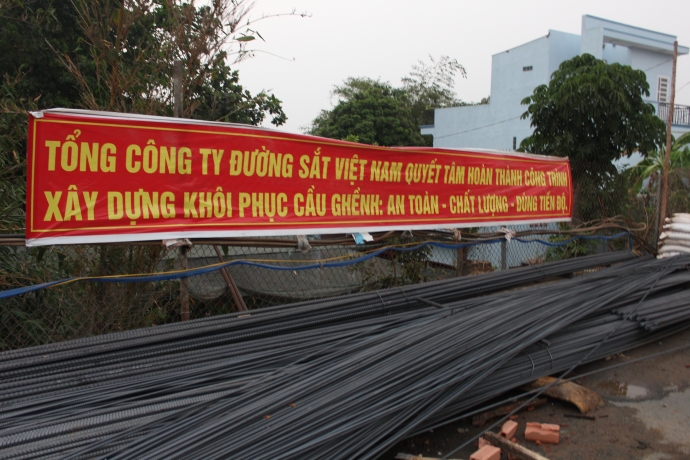 TỔNG CÔNG TY ĐƯỜNG SẮT VIỆT NAM QUYẾT TÂM HOÀN THÀNH CÔNG TRÌNH
XÂY DỰNG KHÔI PHỤC CẦU GHỀNH: AN TOÀN - CHẤT LƯỢNG - ĐÚNG TIẾN ĐỘ.